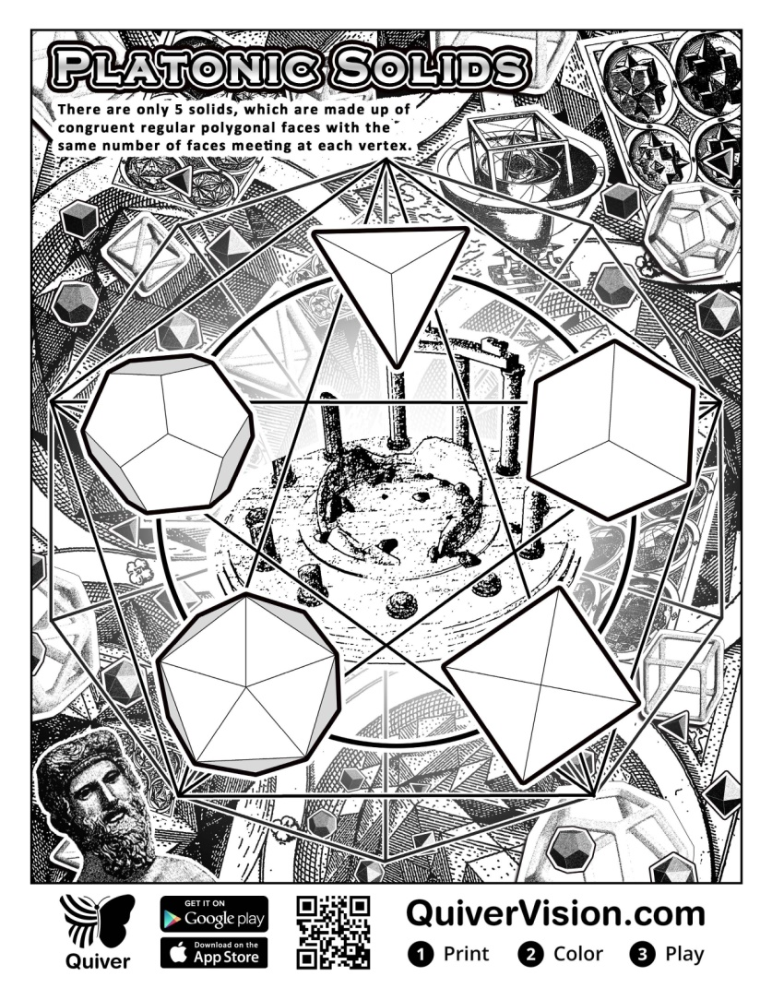 PLATONIC SOLIDS
There are only 5 solids, which are made up of
congruent regular polygonal faces with the
same number of faces meeting at each vertex.
Quiver
GET IT ON
Google play
Download on the
App Store
QuiverVision.com
1 Print 2 Color 3 Play